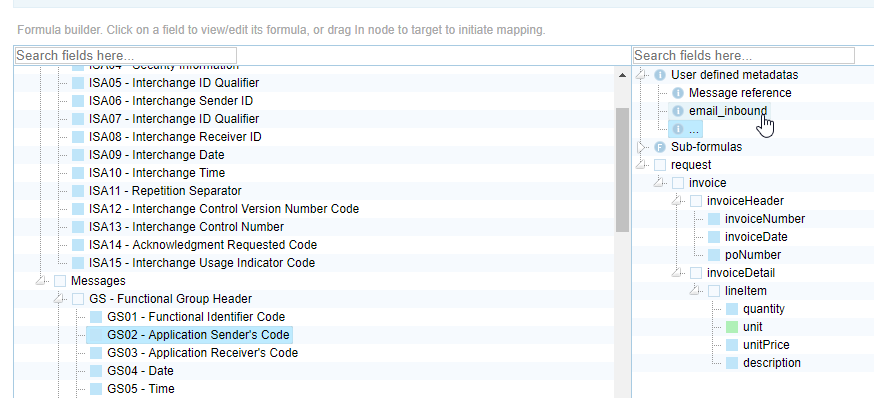 Formula builder. Click on a field to view/edit its formula, or drag In node to target to initiate mapping.
Search fields here...
ISA04 - Security Information
ISA05 - Interchange ID Qualifier
ISA06 - Interchange Sender ID
ISA07 - Interchange ID Qualifier
ISA08 - Interchange Receiver ID
ISA09 - Interchange Date
ISA10 - Interchange Time
ISA11 - Repetition Separator
ISA12 - Interchange Control Version Number Code
ISA13 - Interchange Control Number
ISA14 - Acknowledgment Requested Code
ISA15 - Interchange Usage Indicator Code
Messages
GS - Functional Group Header
GS01 - Functional Identifier Code
GS02 - Application Sender's Code
GS03 - Application Receiver's Code
GS04 - Date
GS05 - Time
Search fields here...
User defined metadatas
Message reference
email_inbound
...
Sub-formulas
request
invoice
invoiceHeader
invoiceNumber
invoiceDate
poNumber
invoiceDetail
lineItem
quantity
unit
unitPrice
description